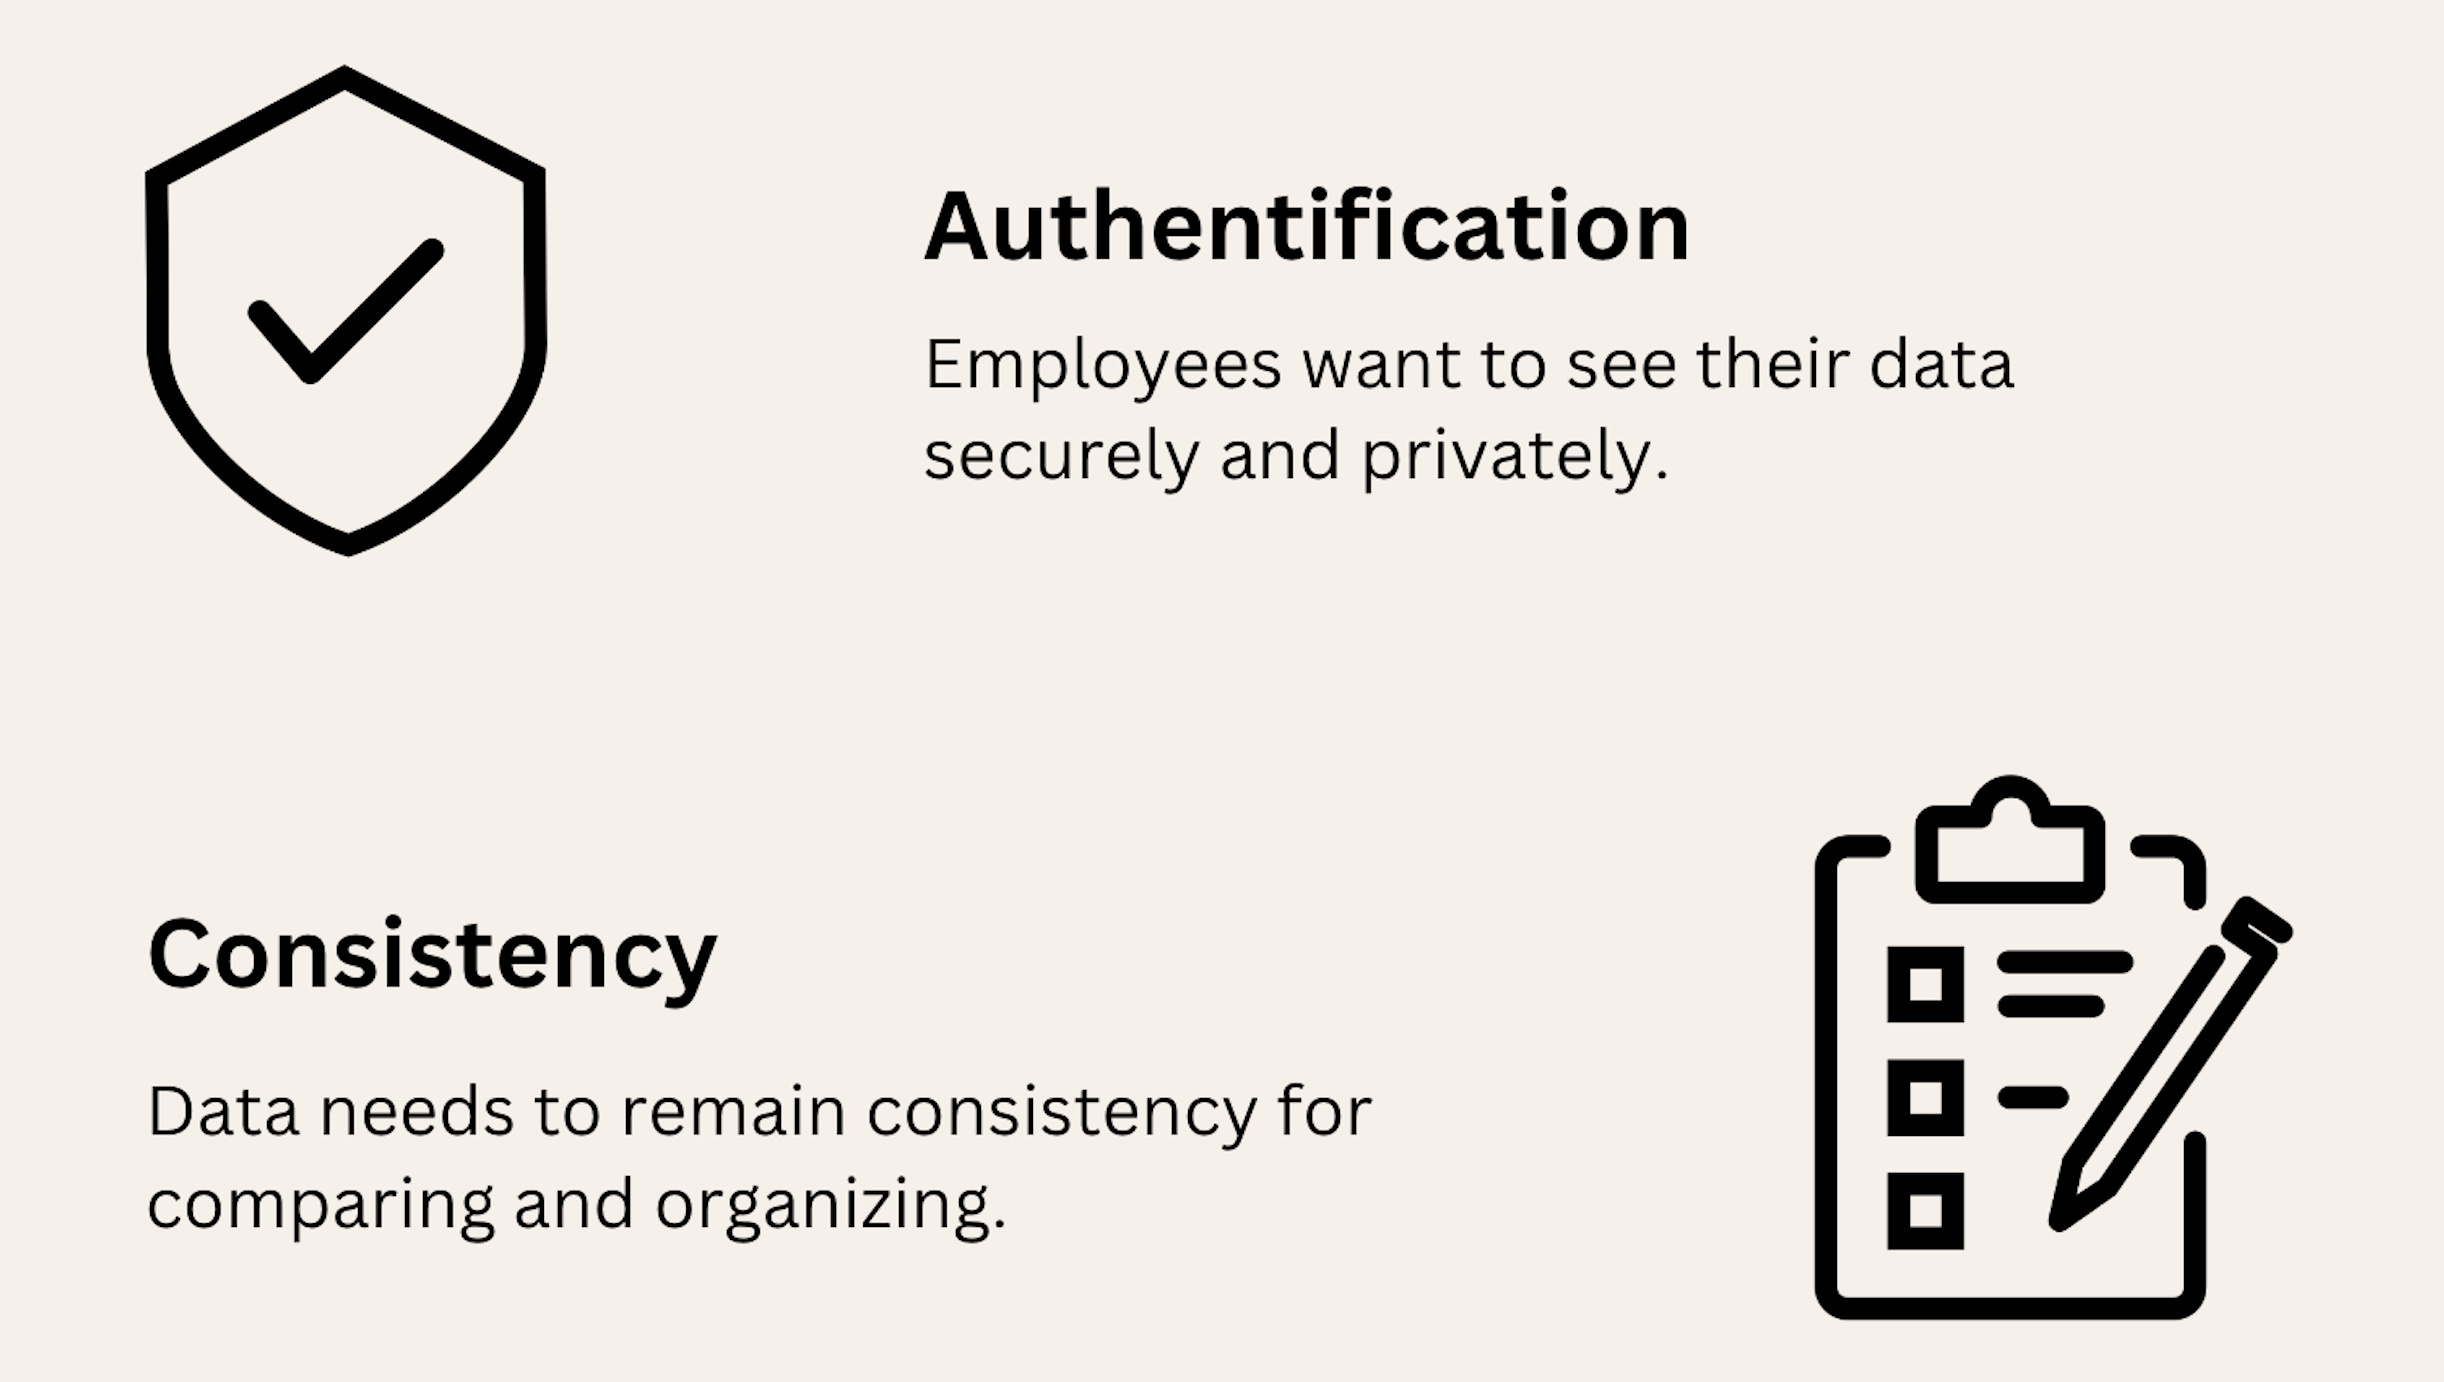 Authentification
Employees want to see their data
securely and privately.
Consistency
Data needs to remain consistency for
comparing and organizing.